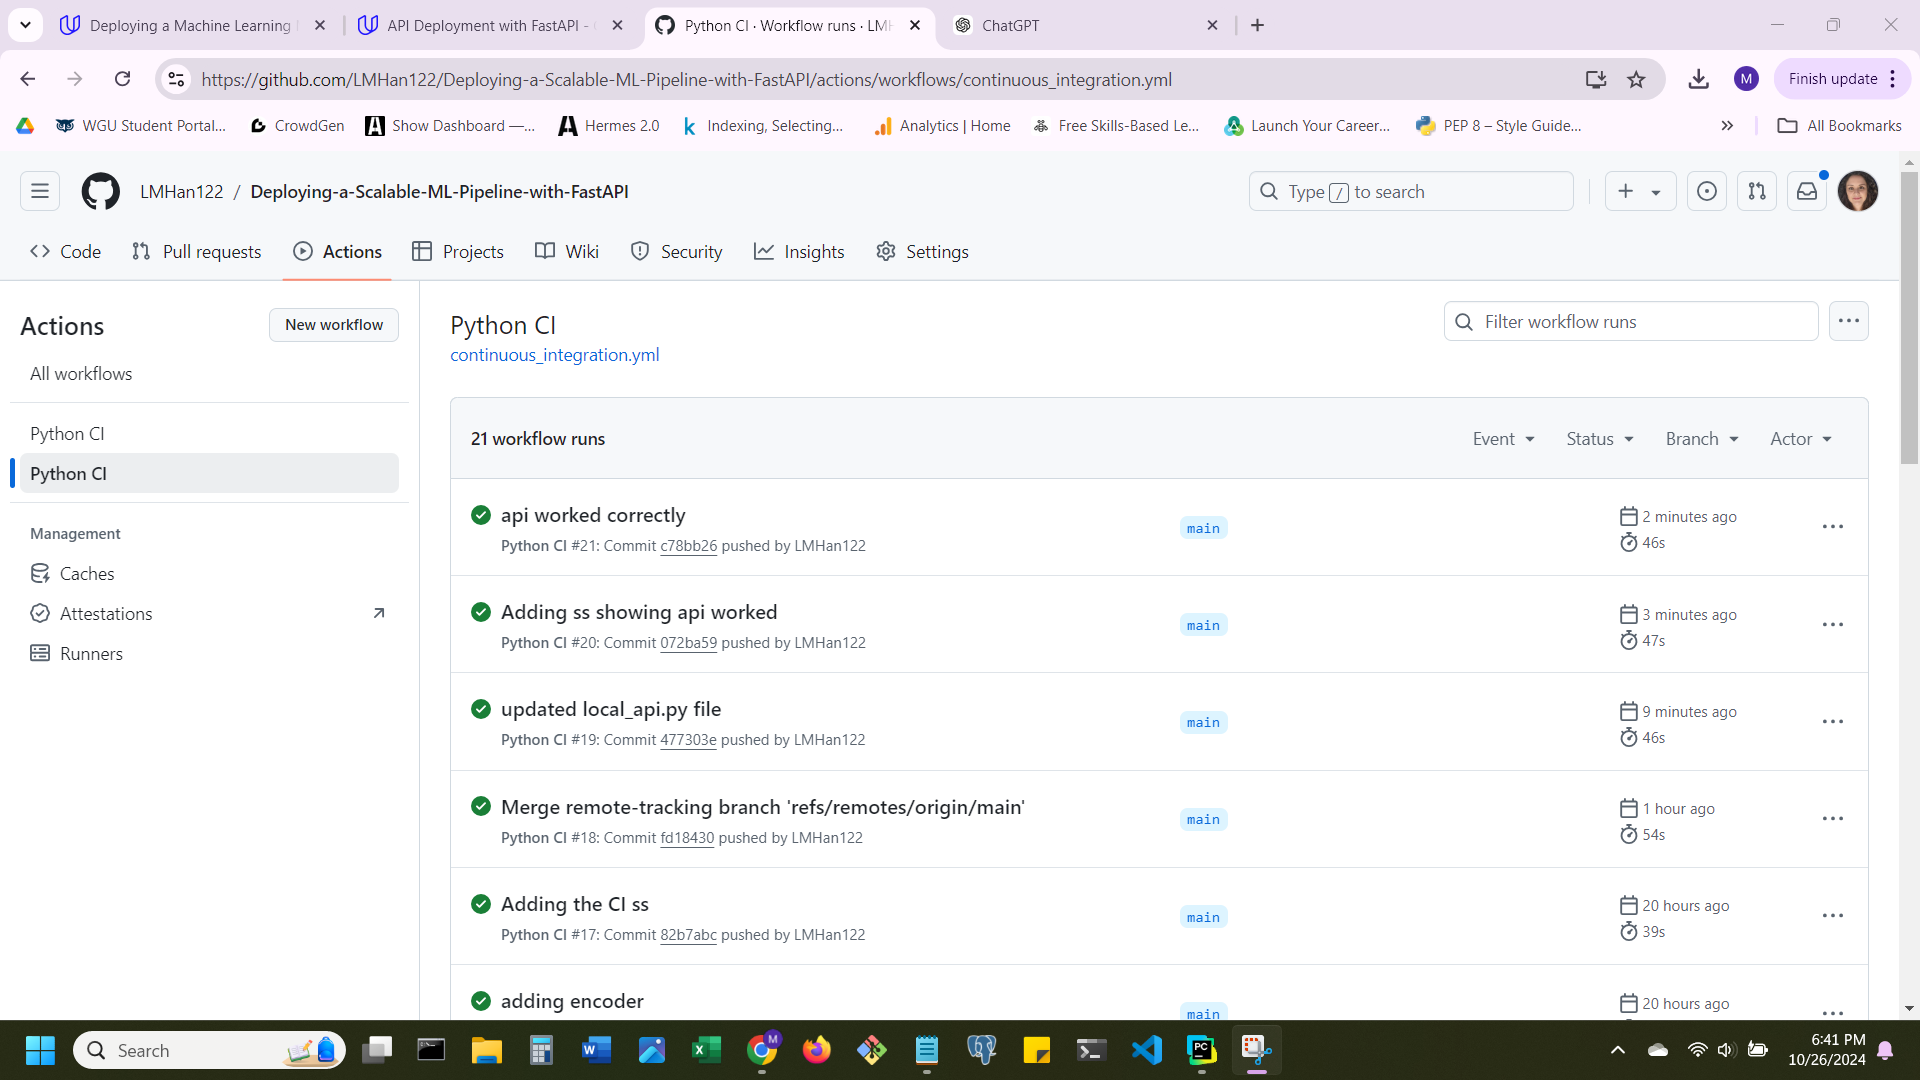 Deploying a Machine Learning
API Deployment with FastAPI -
Python CI · Workflow runs · LMH
ChatGPT
https://github.com/LMHan122/Deploying-a-Scalable-ML-Pipeline-with-FastAPI/actions/workflows/continuous_integration.yml
M
Finish update
WGU Student Portal...
CrowdGen
Show Dashboard —...
Hermes 2.0
Indexing, Selecting...
Analytics | Home
Free Skills-Based Le...
Launch Your Career...
PEP 8 – Style Guide...
All Bookmarks
LMHan122 / Deploying-a-Scalable-ML-Pipeline-with-FastAPI
Type / to search
Code
Pull requests
Actions
Projects
Wiki
Security
Insights
Settings
Actions
New workflow
All workflows
Python CI
Python CI
Management
Caches
Attestations
Runners
Python CI
continuous_integration.yml
Filter workflow runs
21 workflow runs
Event
Status
Branch
Actor
api worked correctly
Python CI #21: Commit c78bb26 pushed by LMHan122
main
2 minutes ago
46s
Adding ss showing api worked
Python CI #20: Commit 072ba59 pushed by LMHan122
main
3 minutes ago
47s
updated local_api.py file
Python CI #19: Commit 477303e pushed by LMHan122
main
9 minutes ago
46s
Merge remote-tracking branch 'refs/remotes/origin/main'
Python CI #18: Commit fd18430 pushed by LMHan122
main
1 hour ago
54s
Adding the CI ss
Python CI #17: Commit 82b7abc pushed by LMHan122
main
20 hours ago
39s
adding encoder
main
20 hours ago
Search
M
PC
6:41 PM
10/26/2024